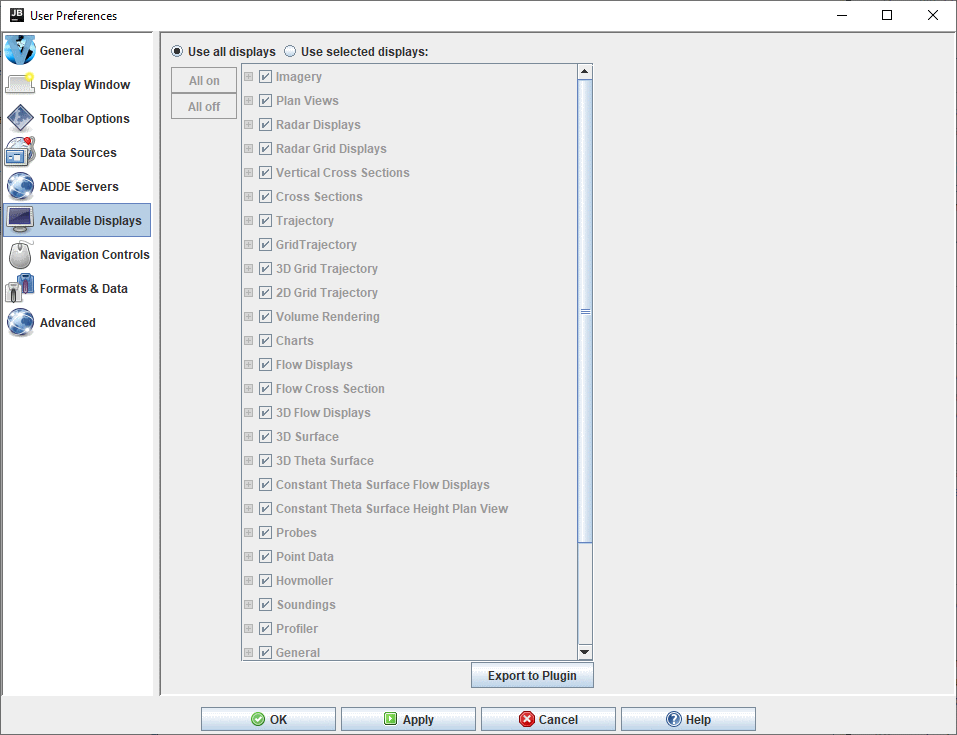 JB
User Preferences
General
Display Window
Toolbar Options
Data Sources
ADDE Servers
Available Displays
Navigation Controls
Formats & Data
Advanced
Use all displays Use selected displays:
All on
All off
Imagery
Plan Views
Radar Displays
Radar Grid Displays
Vertical Cross Sections
Cross Sections
Trajectory
GridTrajectory
3D Grid Trajectory
2D Grid Trajectory
Volume Rendering
Charts
Flow Displays
Flow Cross Section
3D Flow Displays
3D Surface
3D Theta Surface
Constant Theta Surface Flow Displays
Constant Theta Surface Height Plan View
Probes
Point Data
Hovmoller
Soundings
Profiler
General
Export to Plugin
OK Apply Cancel Help